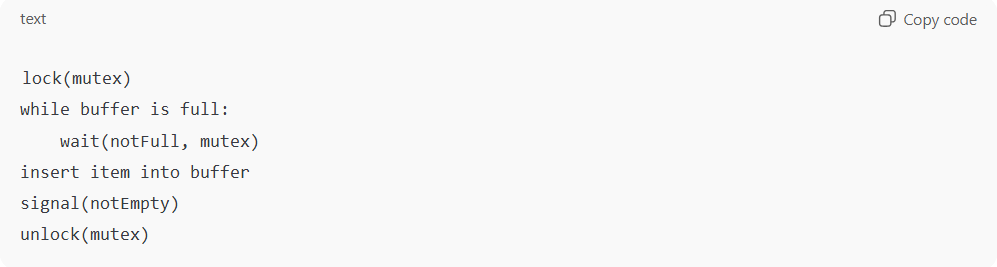 text
Copy code
lock(mutex)
while buffer is full:
    wait(notFull, mutex)
insert item into buffer
signal(notEmpty)
unlock(mutex)